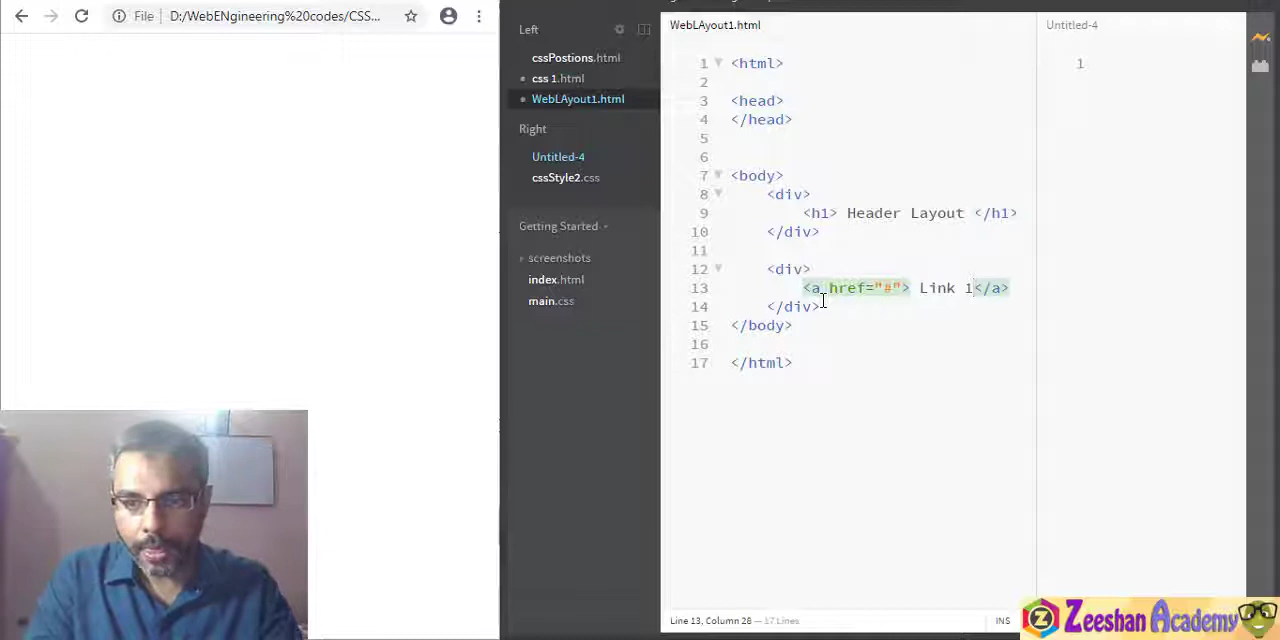 File D:/WebENgineering%20codes/CSS...
Left
cssPostions.html
css 1.html
WebLAyout1.html
Right
Untitled-4
cssStyle2.css
Getting Started
screenshots
index.html
main.css
WebLAyout1.html
1 <html>
2
3 <head>
4 </head>
5
6
7 <body>
8 <div>
9 <h1> Header Layout </h1>
10 </div>
11
12 <div>
13 <a href="#"> Link 1</a>
14 </div>
15 </body>
16
17 </html>
Line 13, Column 28 — 17 Lines
INS
Untitled-4
1
Zeeshan Academy